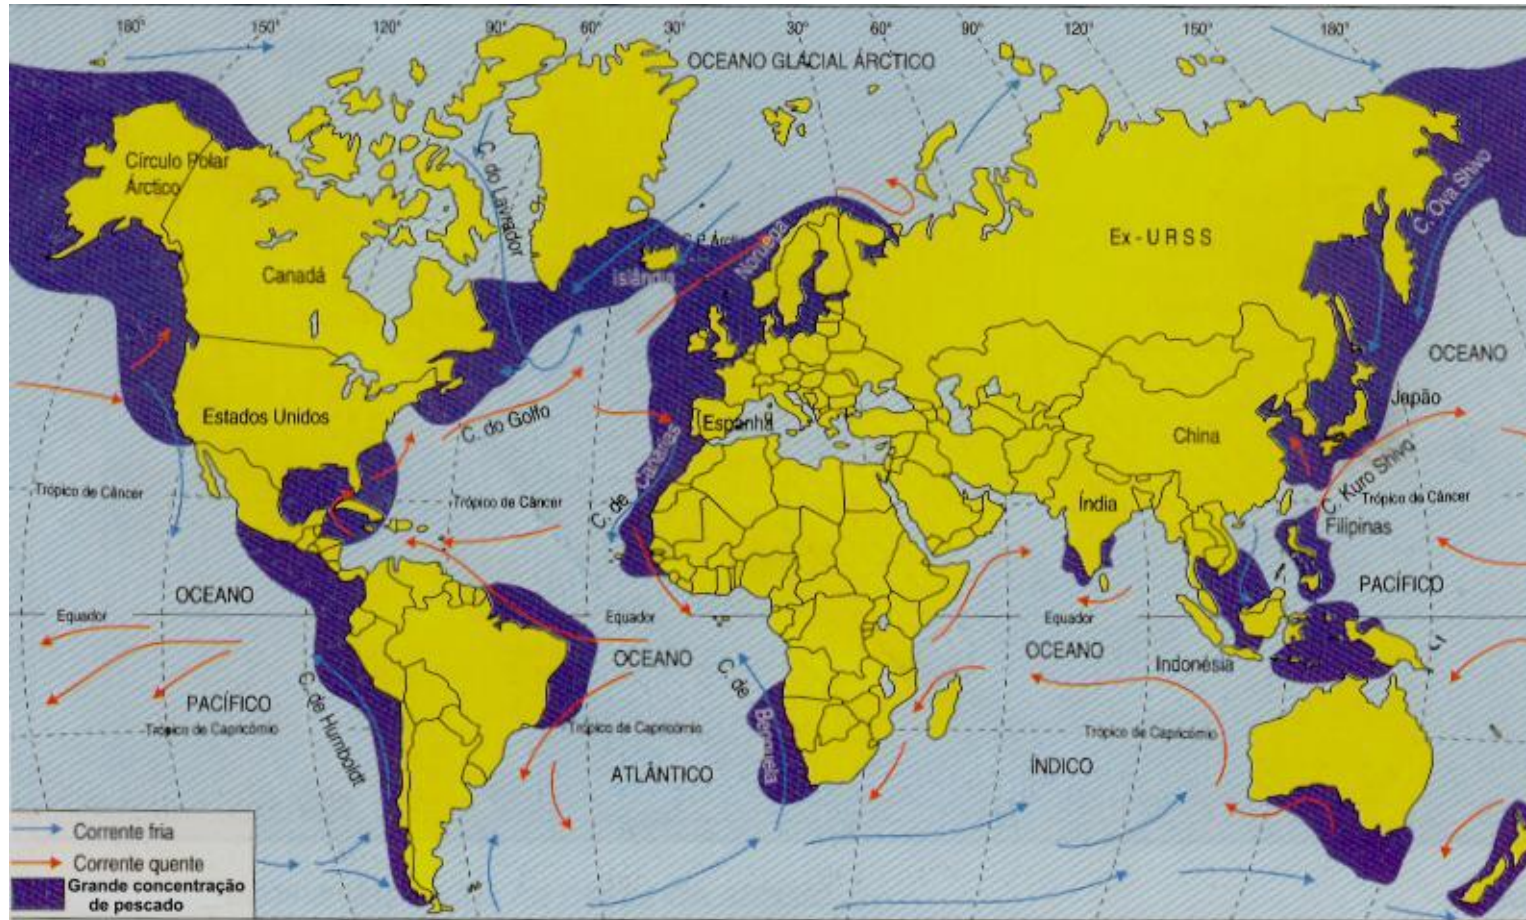 180°
150°
120°
90°
60°
30°
0°
30°
60°
90°
120°
150°
180°
OCEANO GLACIAL ÁRCTICO
Círculo Polar
Árctico
C. do Lavrador
Canadá
Islândia
Noruega
Ex - U R S S
C. Ova Shivo
OCEANO
Estados Unidos
C. do Golfo
Espanha
China
Japão
C. de Canárias
C. Kuro Shivo
Trópico de Câncer
Trópico de Câncer
Índia
Trópico de Câncer
Filipinas
OCEANO
PACÍFICO
Equador
Equador
Equador
OCEANO
OCEANO
Indonésia
PACÍFICO
C. de Humboldt
C. de Benguela
Trópico de Capricórnio
Trópico de Capricórnio
Trópico de Capricórnio
ATLÂNTICO
ÍNDICO
Corrente fria
Corrente quente
Grande concentração
de pescado